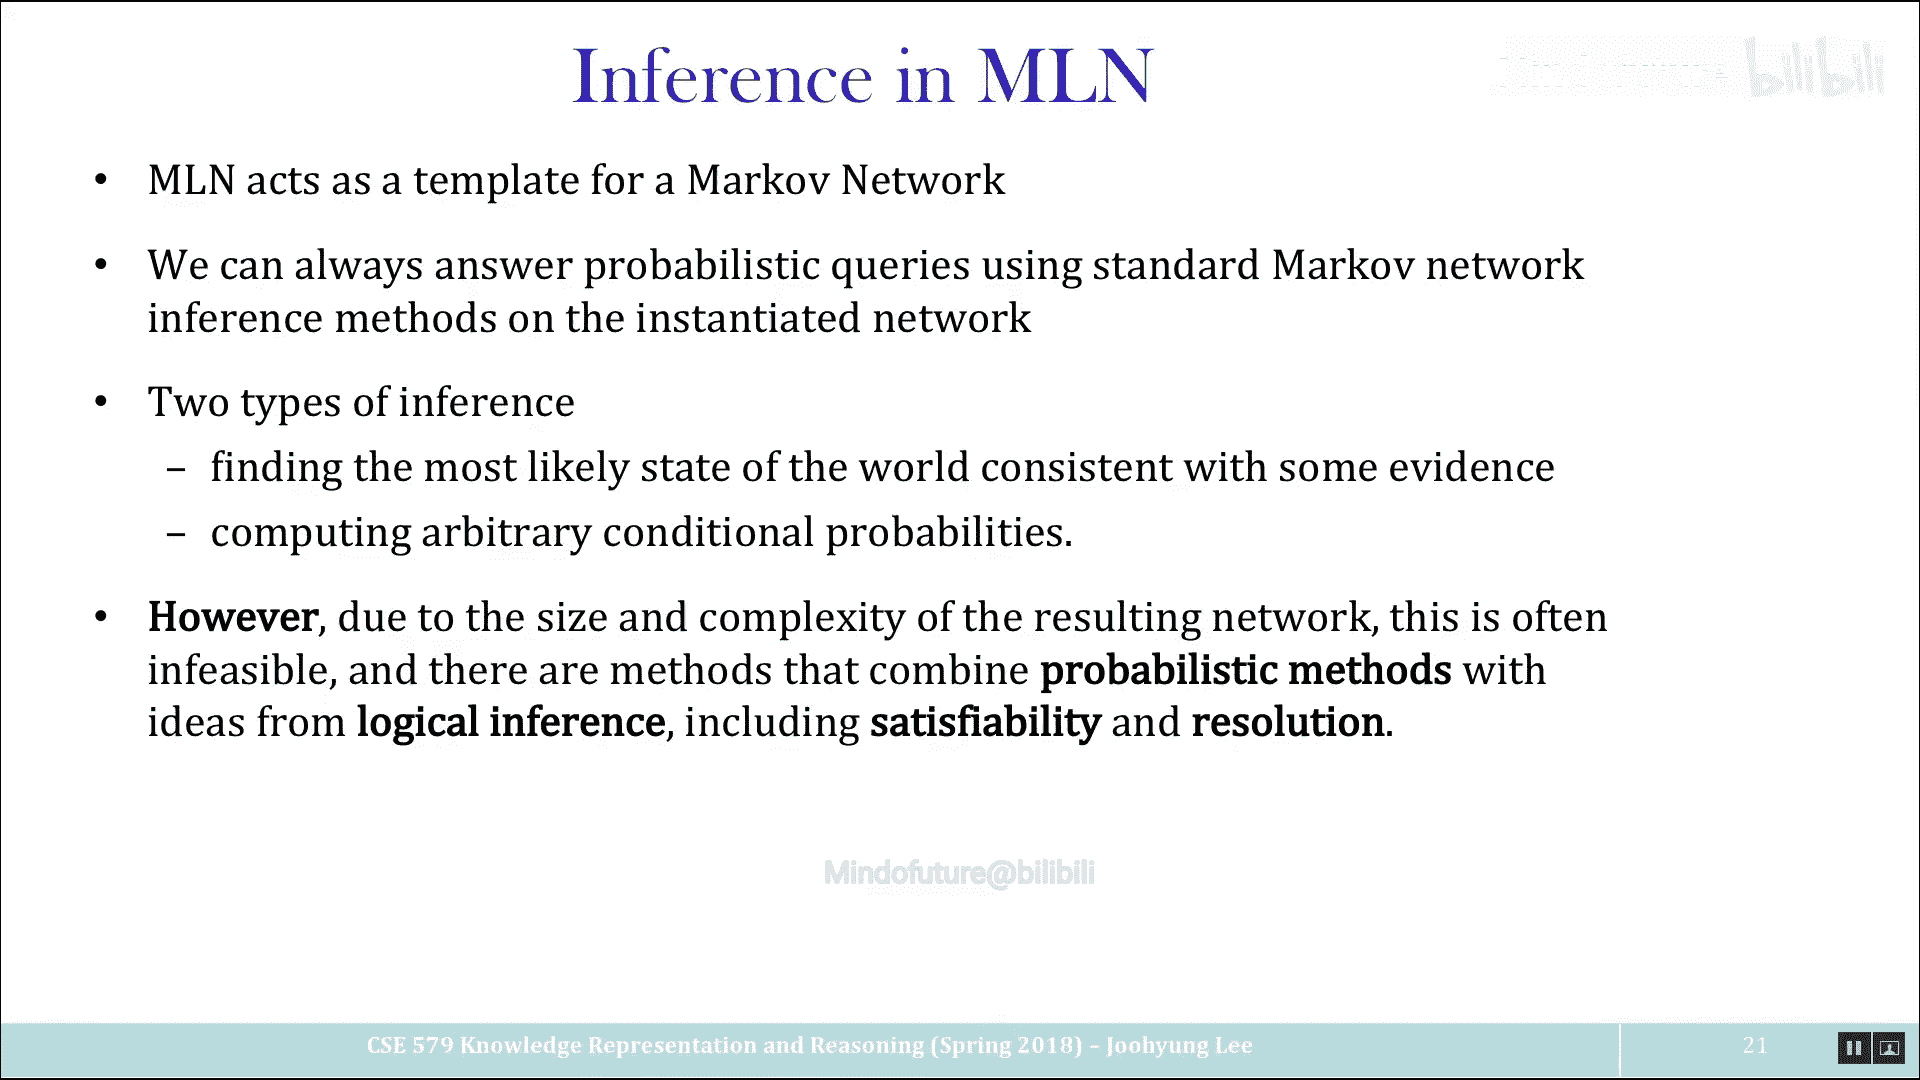 Inference in MLN
bilibili
• MLN acts as a template for a Markov Network
• We can always answer probabilistic queries using standard Markov network
inference methods on the instantiated network
• Two types of inference
– finding the most likely state of the world consistent with some evidence
– computing arbitrary conditional probabilities.
• However, due to the size and complexity of the resulting network, this is often
infeasible, and there are methods that combine probabilistic methods with
ideas from logical inference, including satisfiability and resolution.
Mindofuture@bilibili
CSE 579 Knowledge Representation and Reasoning (Spring 2018) – Joohyung Lee
21